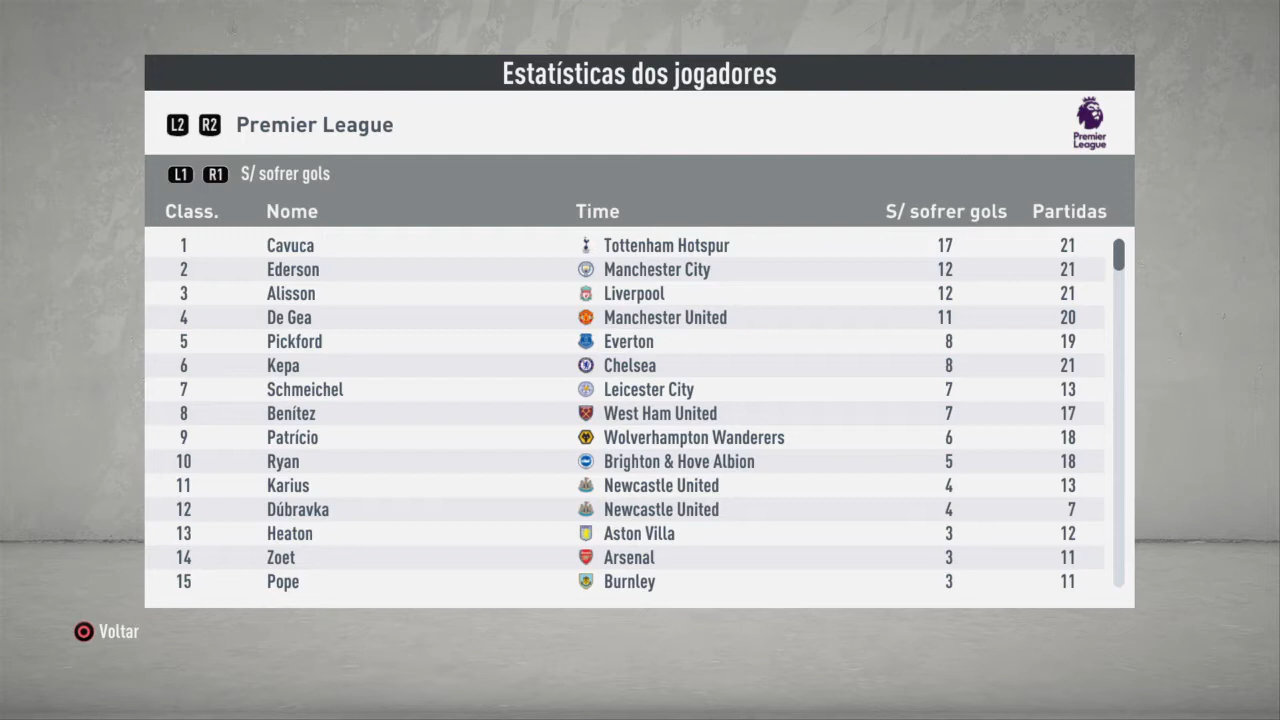 Estatísticas dos jogadores
L2 R2 Premier League
Premier League
L1 R1 S/ sofrer gols
Class. Nome Time S/ sofrer gols Partidas
1 Cavuca Tottenham Hotspur 17 21
2 Ederson Manchester City 12 21
3 Alisson Liverpool 12 21
4 De Gea Manchester United 11 20
5 Pickford Everton 8 19
6 Kepa Chelsea 8 21
7 Schmeichel Leicester City 7 13
8 Benítez West Ham United 7 17
9 Patrício Wolverhampton Wanderers 6 18
10 Ryan Brighton & Hove Albion 5 18
11 Karius Newcastle United 4 13
12 Dúbravka Newcastle United 4 7
13 Heaton Aston Villa 3 12
14 Zoet Arsenal 3 11
15 Pope Burnley 3 11
Voltar